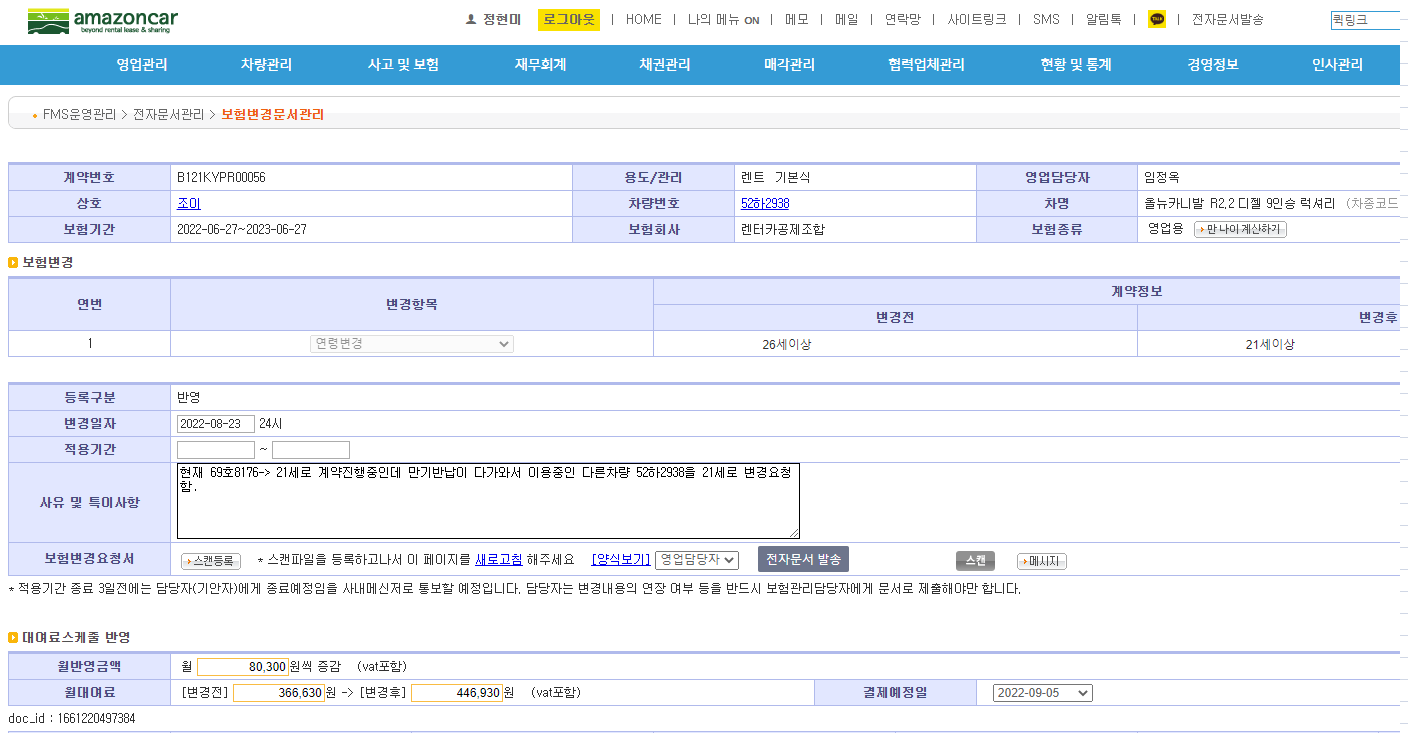 amazoncar
beyond rental lease & sharing
정현미 로그아웃 | HOME | 나의 메뉴 ON | 메모 | 메일 | 연락망 | 사이트링크 | SMS | 알림톡 | TALK | 전자문서발송 퀵링크
영업관리 차량관리 사고 및 보험 재무회계 채권관리 매각관리 협력업체관리 현황 및 통계 경영정보 인사관리
FMS운영관리 > 전자문서관리 > 보험변경문서관리
계약번호 B121KYPR00056 용도/관리 렌트 기본식 영업담당자 임정옥
상호 조이 차량번호 52하2938 차명 올뉴카니발 R2.2 디젤 9인승 럭셔리 (차종코드
보험기간 2022-06-27~2023-06-27 보험회사 렌터카공제조합 보험종류 영업용 만나이계산하기
보험변경
연번 변경항목 계약정보
변경전 변경후
1 연령변경 26세이상 21세이상
등록구분 반영
변경일자 2022-08-23 24시
적용기간 ~
사유 및 특이사항 현재 69호8176-> 21세로 계약진행중인데 만기반납이 다가와서 이용중인 다른차량 52하2938을 21세로 변경요청
함.
보험변경요청서 스캔등록 * 스캔파일을 등록하고나서 이 페이지를 새로고침 해주세요 [양식보기] 영업담당자 전자문서 발송 스캔 메시지
* 적용기간 종료 3일전에는 담당자(기안자)에게 종료예정임을 사내메신저로 통보할 예정입니다. 담당자는 변경내용의 연장 여부 등을 반드시 보험관리담당자에게 문서로 제출해야만 합니다.
대여료스케줄 반영
월반영금액 월 80,300 원씩 증감 (vat포함)
월대여료 [변경전] 366,630 원 -> [변경후] 446,930 원 (vat포함) 결제예정일 2022-09-05
doc_id : 1661220497384